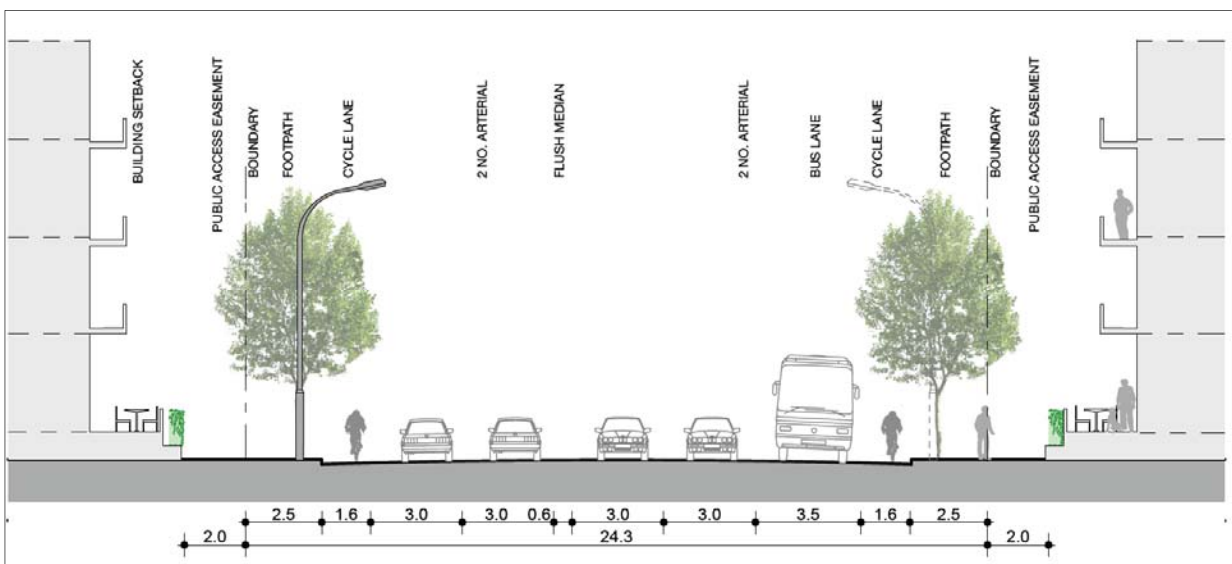 BUILDING SETBACK
PUBLIC ACCESS EASEMENT
BOUNDARY
FOOTPATH
CYCLE LANE
2 NO. ARTERIAL
FLUSH MEDIAN
2 NO. ARTERIAL
BUS LANE
CYCLE LANE
FOOTPATH
BOUNDARY
PUBLIC ACCESS EASEMENT
2.5 1.6 3.0 3.0 0.6 3.0 3.0 3.5 1.6 2.5
2.0 24.3 2.0